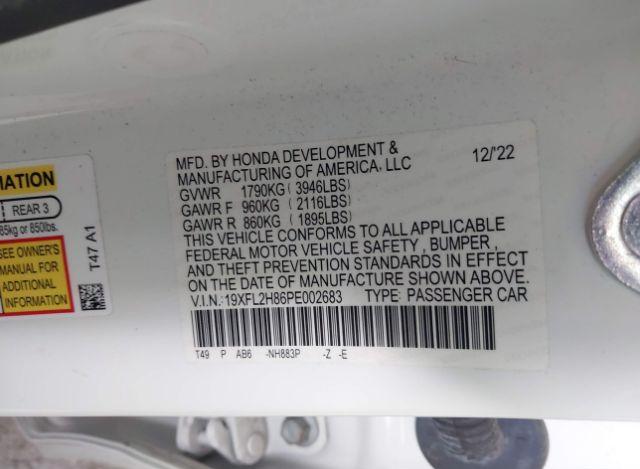 MFD. BY HONDA DEVELOPMENT &
MANUFACTURING OF AMERICA, LLC
12/'22
GVWR 1790KG ( 3946LBS)
GAWR F 960KG ( 2116LBS)
GAWR R 860KG ( 1895LBS)
THIS VEHICLE CONFORMS TO ALL APPLICABLE
FEDERAL MOTOR VEHICLE SAFETY , BUMPER ,
AND THEFT PREVENTION STANDARDS IN EFFECT
ON THE DATE OF MANUFACTURE SHOWN ABOVE.
V.I.N.: 19XFL2H86PE002683 TYPE: PASSENGER CAR
T49 P AB6 -NH883P -Z -E
REAR 3
or 850lbs.
SEE OWNER'S
MANUAL FOR
ADDITIONAL
INFORMATION
T47 A1